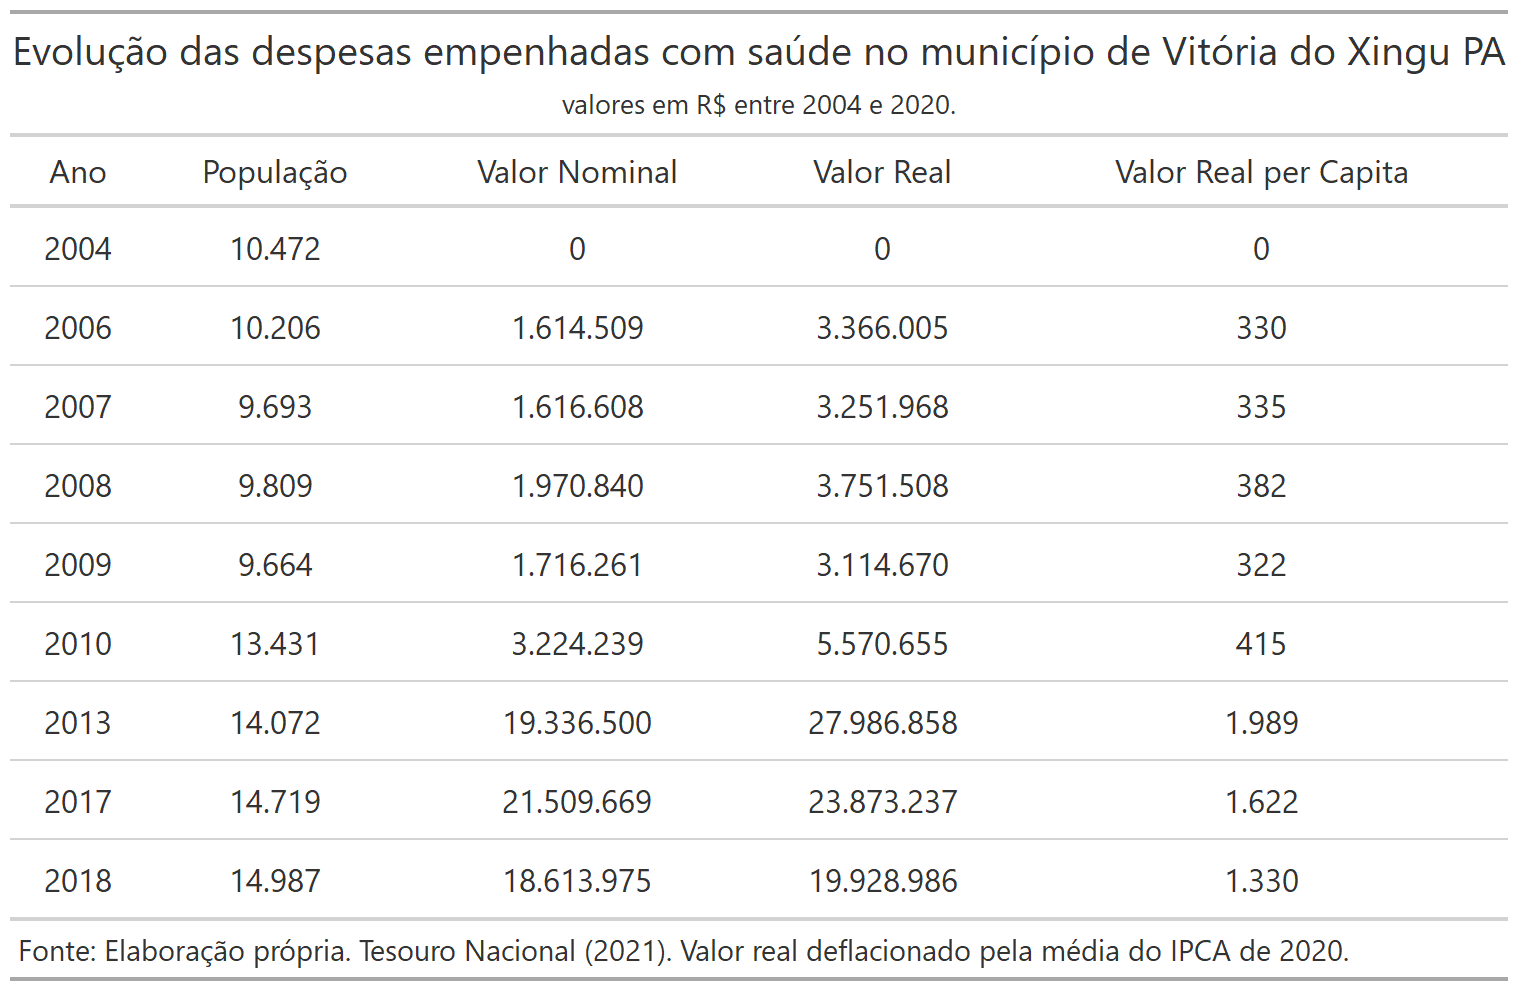 Evolução das despesas empenhadas com saúde no município de Vitória do Xingu PA
valores em R$ entre 2004 e 2020.
Ano População Valor Nominal Valor Real Valor Real per Capita
2004 10.472 0 0 0
2006 10.206 1.614.509 3.366.005 330
2007 9.693 1.616.608 3.251.968 335
2008 9.809 1.970.840 3.751.508 382
2009 9.664 1.716.261 3.114.670 322
2010 13.431 3.224.239 5.570.655 415
2013 14.072 19.336.500 27.986.858 1.989
2017 14.719 21.509.669 23.873.237 1.622
2018 14.987 18.613.975 19.928.986 1.330
Fonte: Elaboração própria. Tesouro Nacional (2021). Valor real deflacionado pela média do IPCA de 2020.